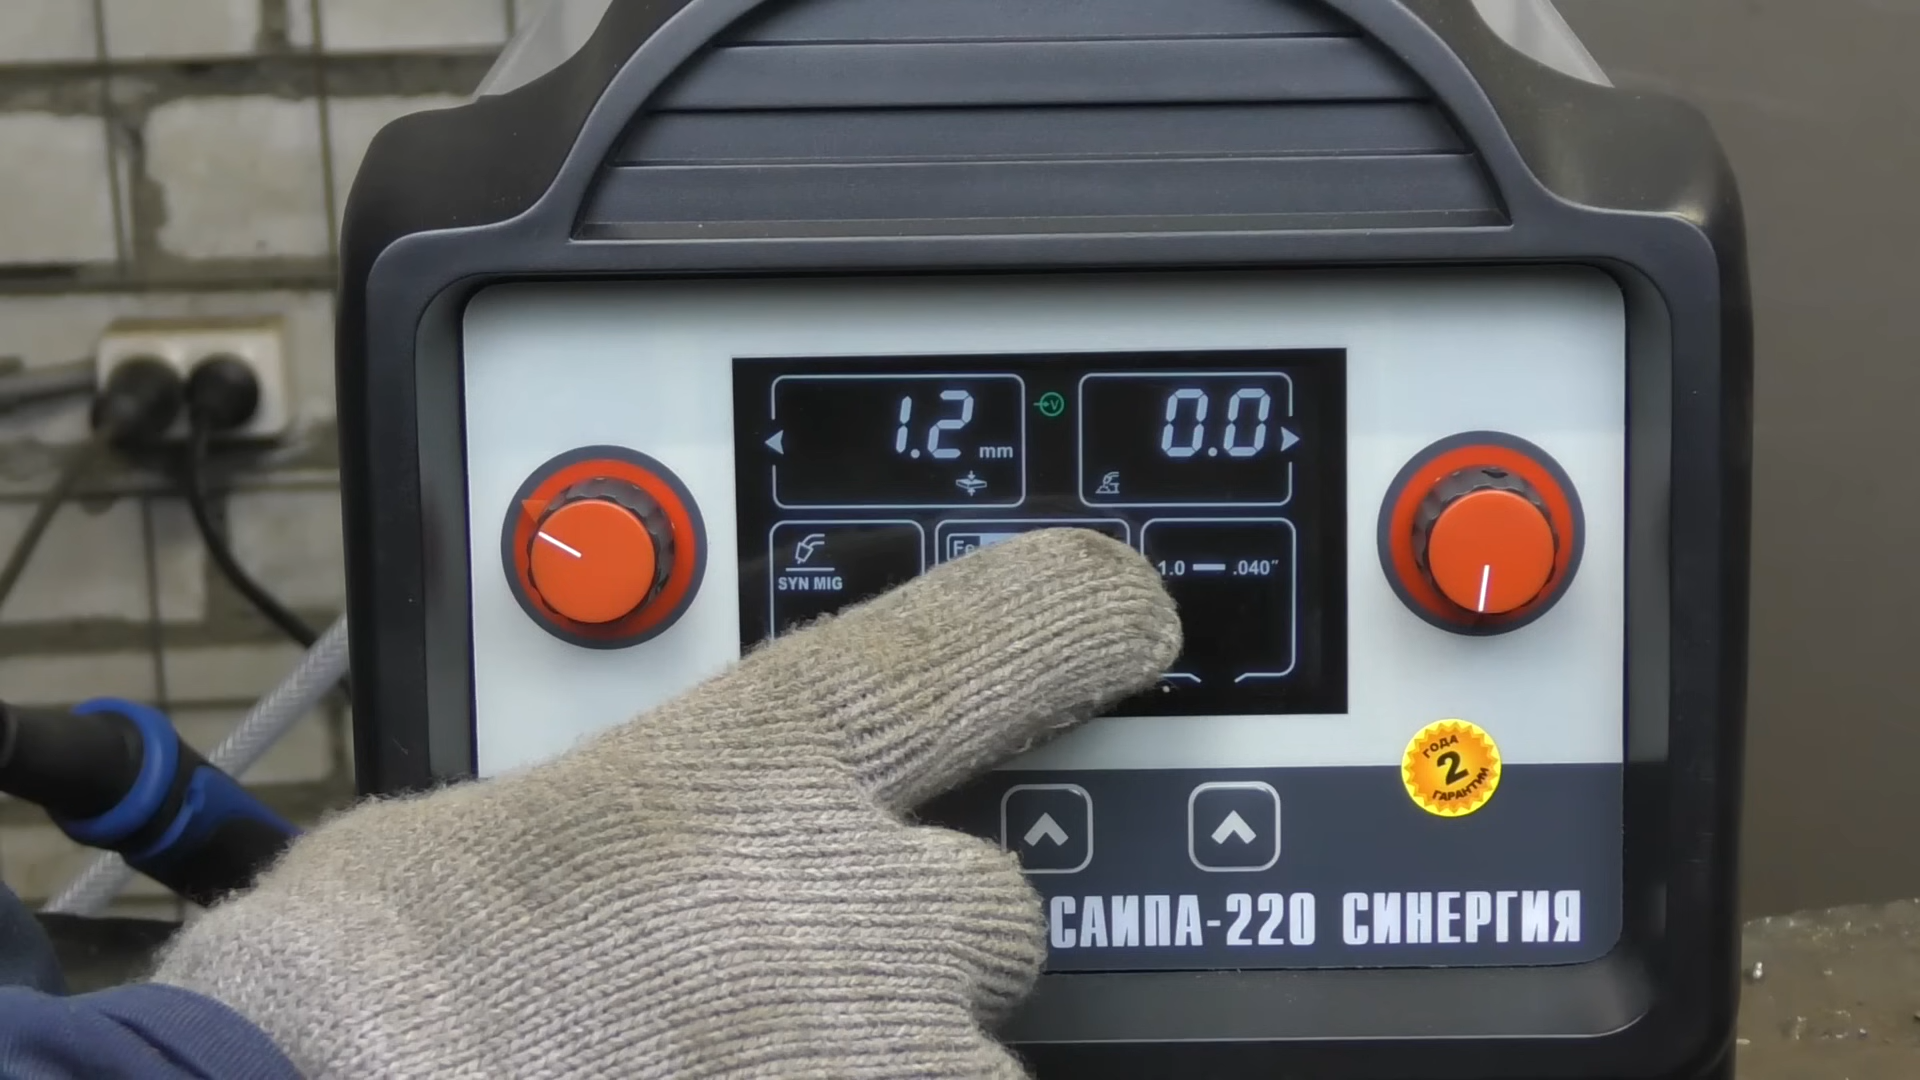 1.2 mm
V
0.0
SYN MIG
Fe
1.0 .040"
ГОДА
2
ГАРАНТИИ
САИПА-220 СИНЕРГИЯ